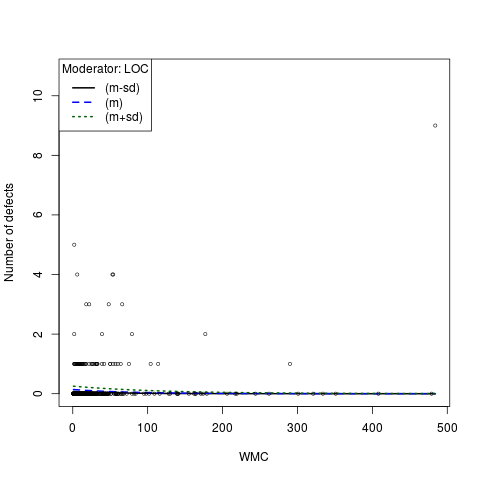 Moderator: LOC
(m-sd)
(m)
(m+sd)
Number of defects
10
8
6
4
2
0
0 100 200 300 400 500
WMC